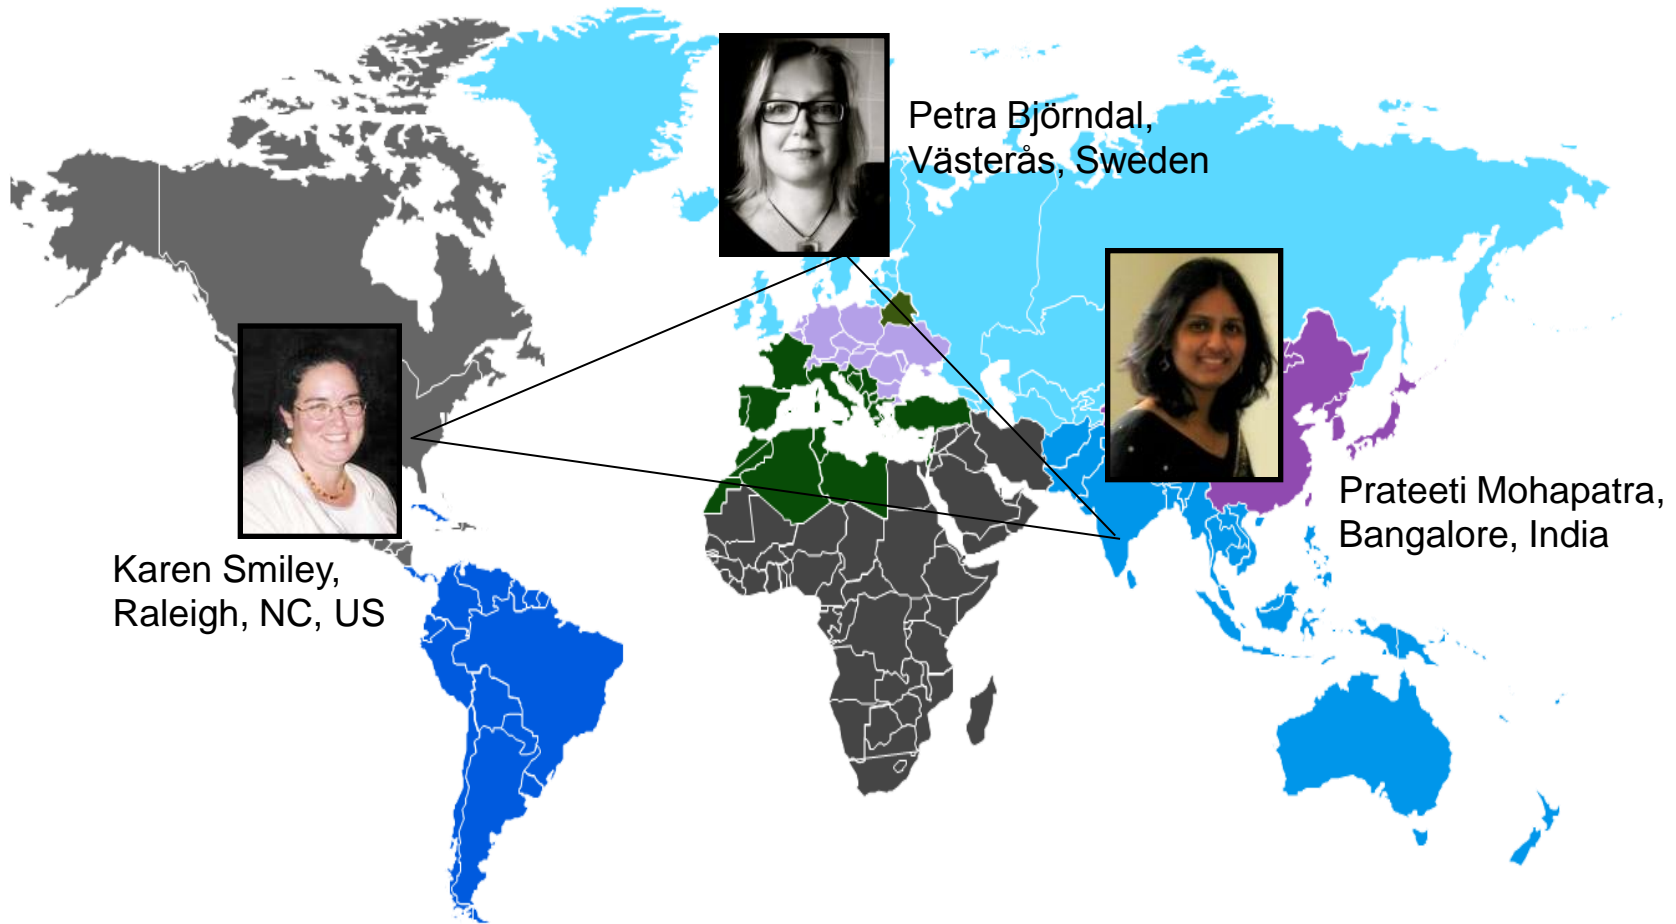 Petra Björndal,
Västerås, Sweden
Prateeti Mohapatra,
Bangalore, India
Karen Smiley,
Raleigh, NC, US